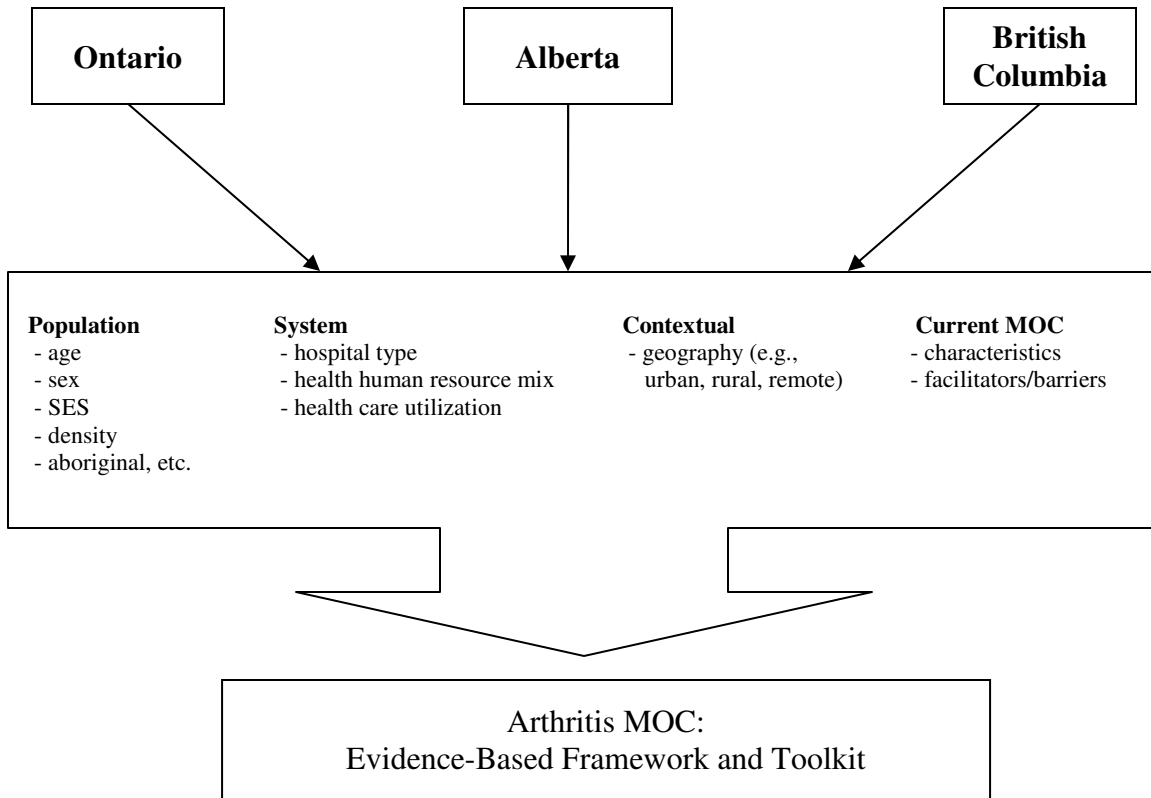 Ontario
Alberta
British
Columbia
Population
- age
- sex
- SES
- density
- aboriginal, etc.
System
- hospital type
- health human resource mix
- health care utilization
Contextual
- geography (e.g.,
urban, rural, remote)
Current MOC
- characteristics
- facilitators/barriers
Arthritis MOC:
Evidence-Based Framework and Toolkit